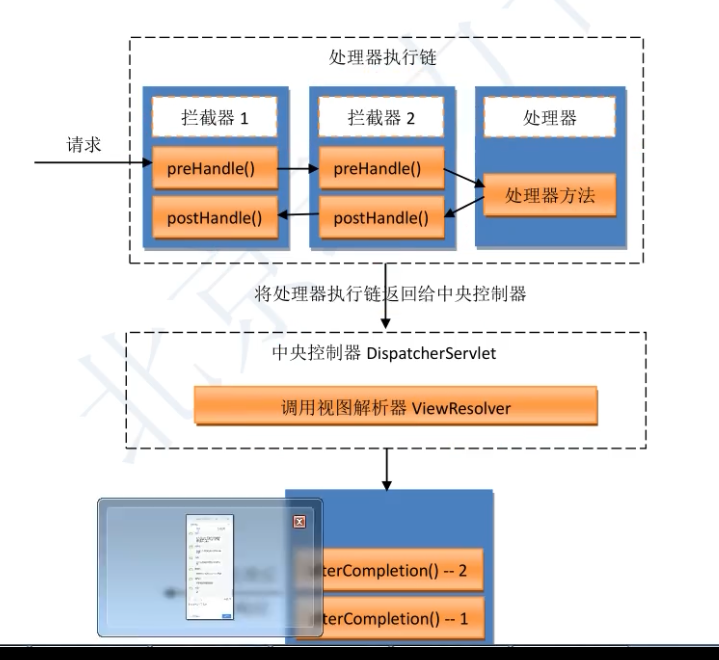 处理器执行链
拦截器 1
拦截器 2
处理器
请求
preHandle()
preHandle()
处理器方法
postHandle()
postHandle()
将处理器执行链返回给中央控制器
中央控制器 DispatcherServlet
调用视图解析器 ViewResolver
terCompletion() -- 2
terCompletion() -- 1